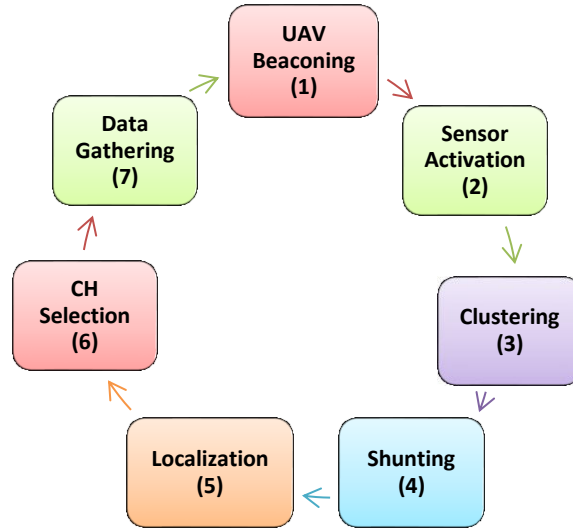 UAV
Beaconing
(1)
Sensor
Activation
(2)
Clustering
(3)
Shunting
(4)
Localization
(5)
CH
Selection
(6)
Data
Gathering
(7)